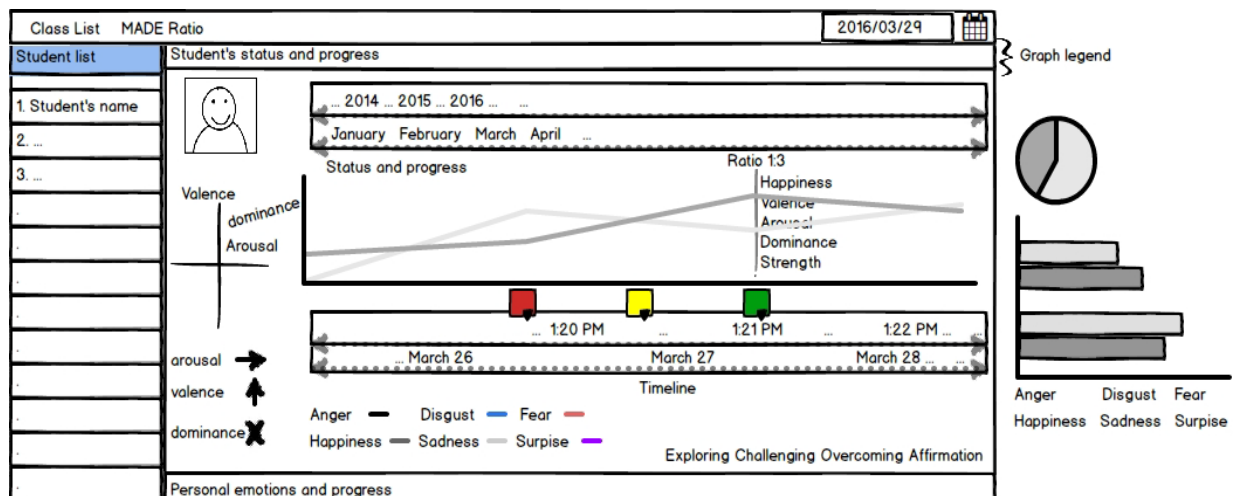 Class List MADE Ratio 2016/03/29
Student list Student's status and progress Graph legend
1. Student's name
2. ...
3. ...
... 2014 ... 2015 ... 2016 ... ...
January February March April ...
Status and progress
Ratio 1:3
Happiness
Valence
Arousal
Dominance
Strength
Valence
dominance
Arousal
... 1:20 PM ... 1:21 PM ... 1:22 PM ... ...
... March 26 March 27 March 28 ... ...
Timeline
arousal
valence
dominance
Anger Disgust Fear
Happiness Sadness Surpise
Exploring Challenging Overcoming Affirmation
Anger Disgust Fear
Happiness Sadness Surpise
Personal emotions and progress